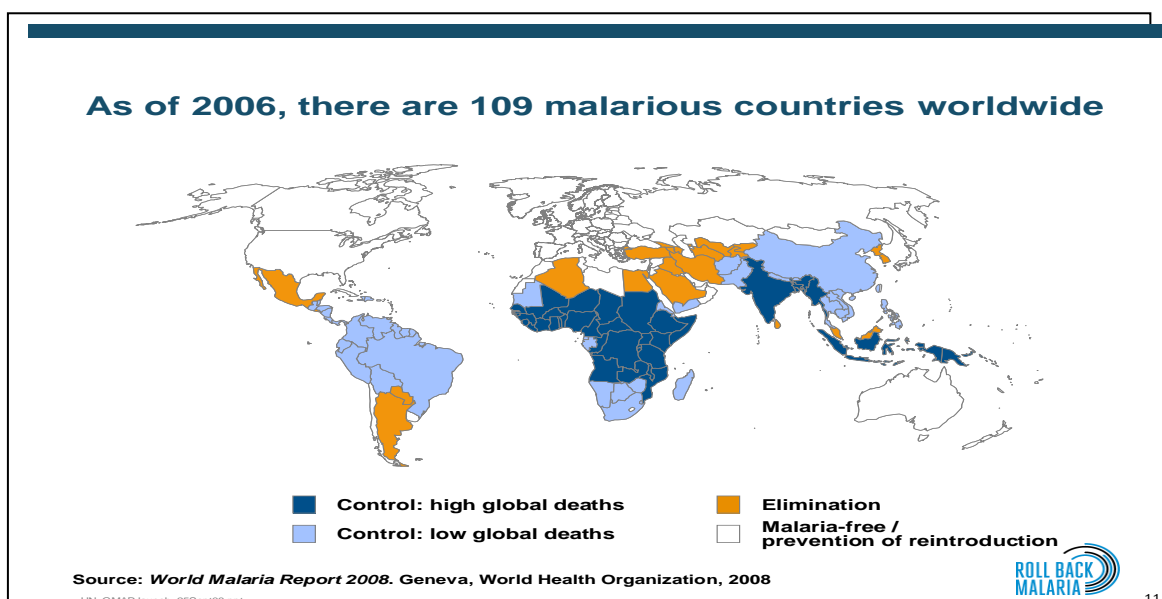 As of 2006, there are 109 malarious countries worldwide
Control: high global deaths
Control: low global deaths
Elimination
Malaria-free /
prevention of reintroduction
Source: World Malaria Report 2008. Geneva, World Health Organization, 2008
ROLL BACK
MALARIA
11